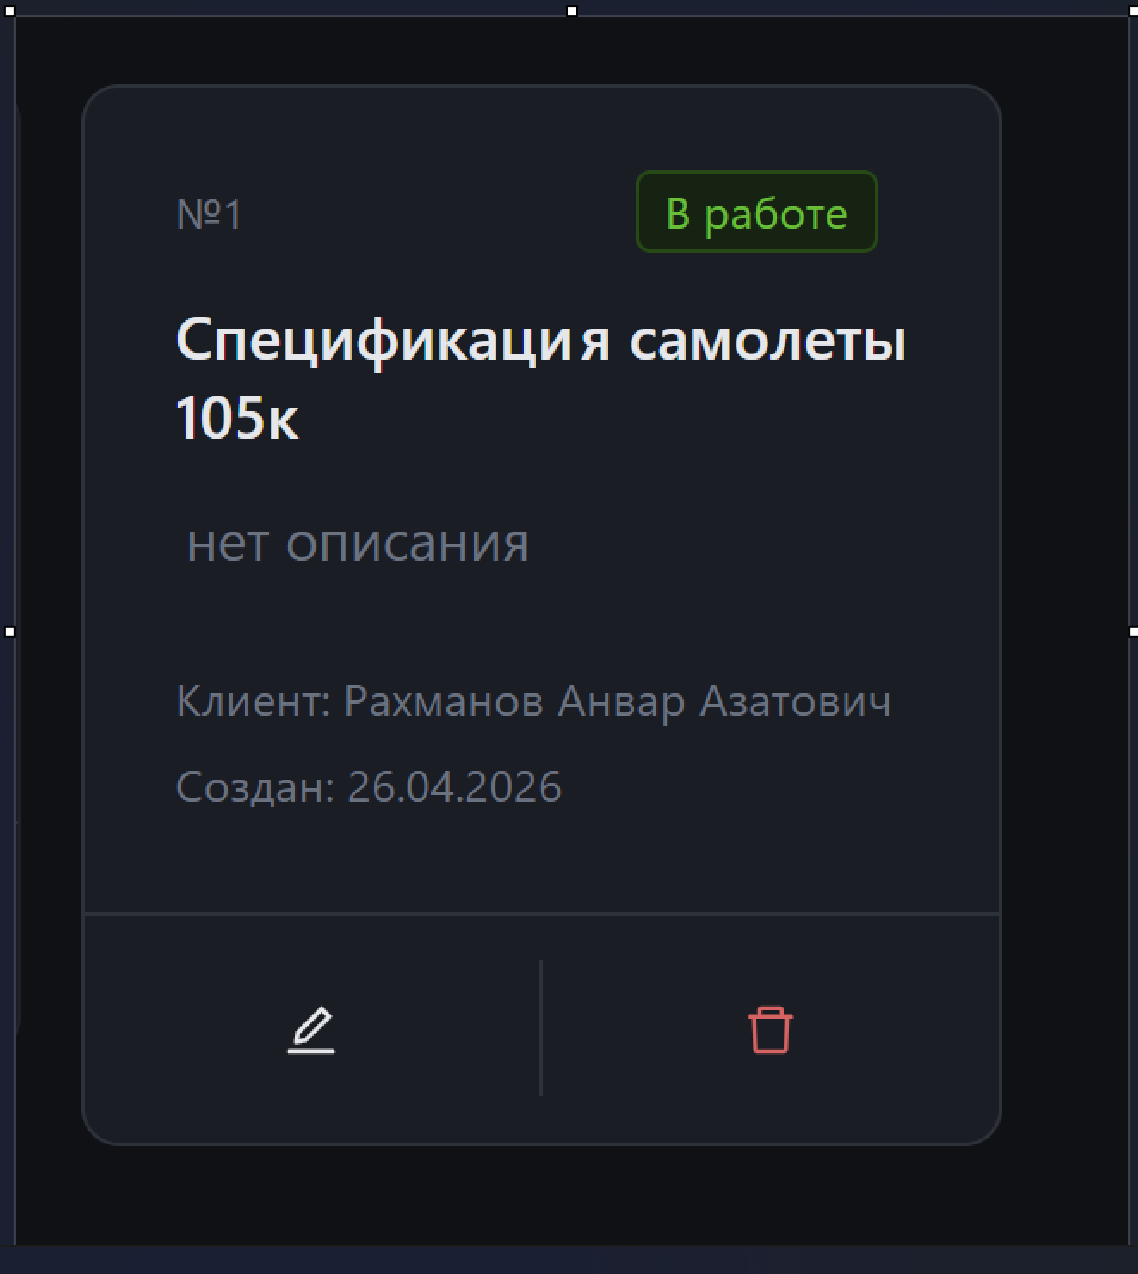 №1
В работе
Спецификация самолеты
105к
нет описания
Клиент: Рахманов Анвар Азатович
Создан: 26.04.2026